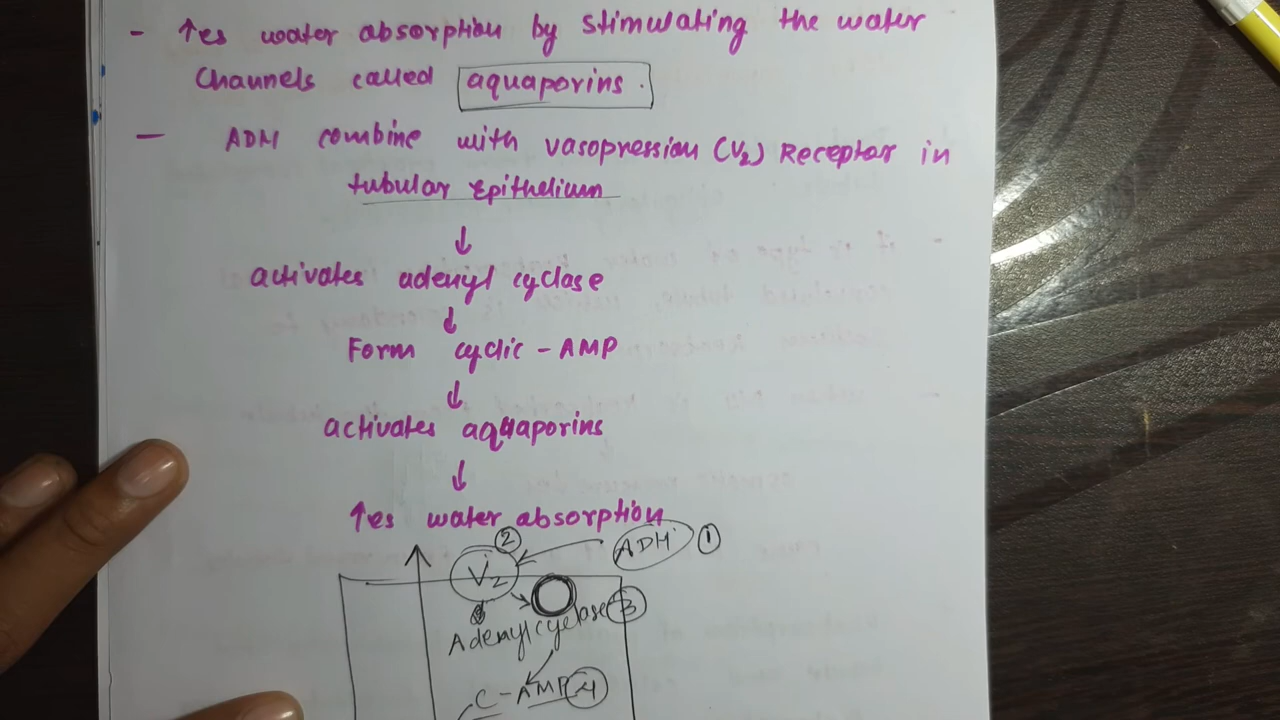 - ↑es water absorption by stimulating the water
Channels called aquaporins.
- ADH combine with vasopression (V₂) Receptor in
tubular Epithelium
↓
activates adenyl cyclase
↓
Form cyclic - AMP
↓
activates aquaporins
↓
↑es water absorption
② ADH ①
V₂
Adenylcyclase ③
C-AMP ④